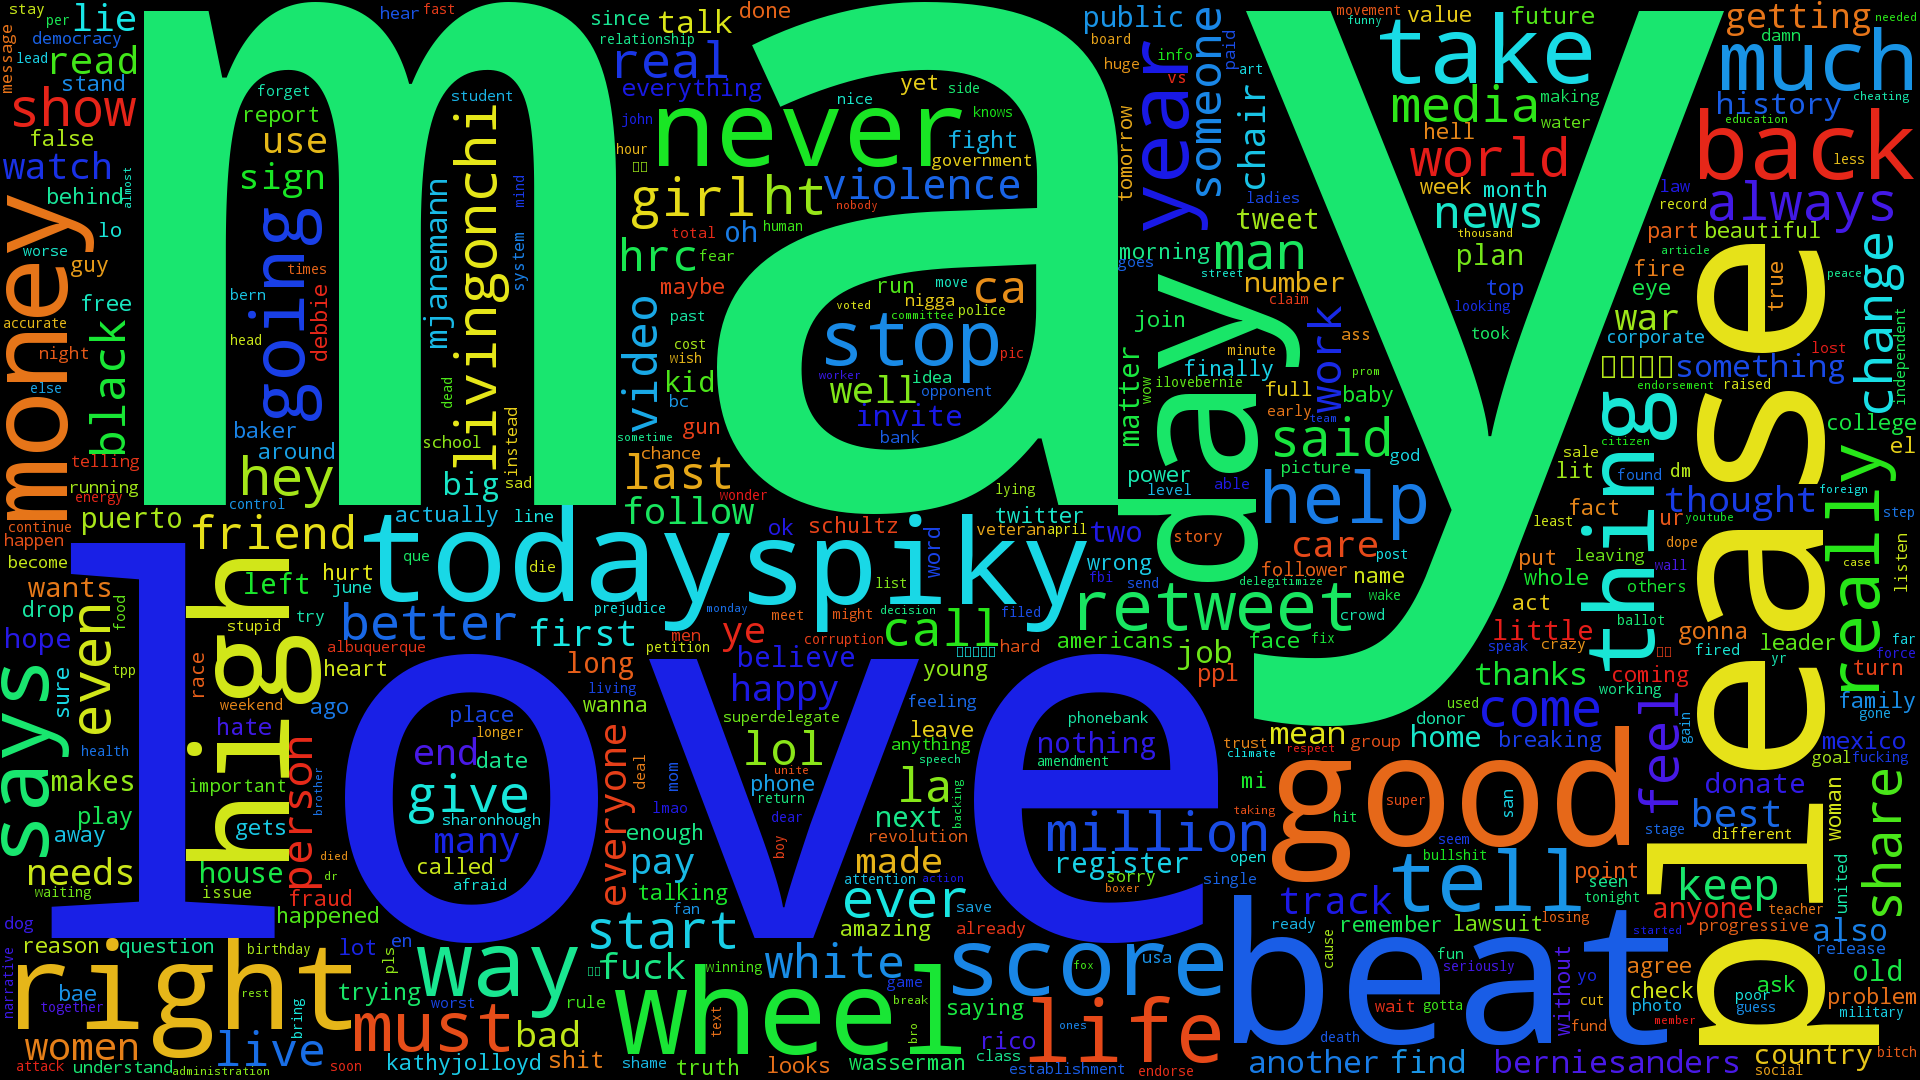 may
love
please
beat
day
good
wheel
today
spiky
right
high
thing
money
never
back
take
much
year
life
score
tell
way
must
says
help
stop
retweet
world
media
news
man
said
call
come
feel
share
keep
best
really
change
always
history
something
thought
war
getting
public
someone
chair
talk
real
everything
girl
ht
hrc
violence
video
kid
last
follow
friend
better
first
ye
long
believe
happy
lol
la
next
made
ever
start
white
fuck
million
register
nothing
give
many
end
date
place
longer
called
afraid
sharonhough
everyone
person
house
needs
makes
even
left
hey
going
livingonchi
mjanemann
sign
use
report
black
show
read
lie
watch
behind
free
guy
lo
night
accurate
else
worse
almost
false
stand
lead
democracy
stay
per
message
hear
fast
forget
student
mind
system
times
bern
head
debbie
baker
around
dead
school
instead
sad
big
control
telling
running
energy
continue
happen
become
puerto
wants
drop
hope
sure
tpp
food
health
play
away
race
stupid
weekend
hate
ago
heart
hurt
june
try
albuquerque
important
gets
brother
died
dr
issue
fraud
happened
waiting
dog
reason
question
birthday
lot
en
pls
trying
bae
together
narrative
rest
bring
women
live
attack
understand
administration
soon
kathyjolloyd
shit
bad
worst
rule
shame
truth
looks
text
wasserman
bro
break
game
winning
saying
rico
class
establishment
ones
endorse
usa
fox
already
save
amazing
attention
action
fan
talking
enough
pay
revolution
dear
boy
lmao
mom
deal
wanna
living
men
petition
superdelegate
unite
phone
return
anything
speech
backing
leave
feeling
young
corruption
might
meet
monday
prejudice
decision
filed
hard
list
die
que
actually
line
word
ok
schultz
veteran
april
twitter
two
wrong
fbi
send
story
lying
wonder
chance
sometime
gun
bc
wish
cost
past
maybe
fear
total
oh
human
nobody
john
hour
since
relationship
done
nice
yet
side
knows
fight
government
run
nigga
move
voted
committee
police
ca
pic
worker
well
idea
opponent
invite
bank
board
huge
info
vs
paid
art
tomorrow
ladies
tweet
morning
goes
street
number
claim
plan
join
matter
wow
ilovebernie
finally
minute
ass
work
prom
full
early
team
baby
picture
god
power
level
able
care
follower
post
name
delegitimize
wake
crowd
americans
face
fix
job
ppl
movement
funny
value
future
making
water
hell
week
month
thousand
top
looking
took
needed
damn
cheating
education
less
law
record
part
beautiful
article
peace
fire
eye
true
corporate
lost
independent
endorsement
raised
college
citizen
sale
lit
found
dm
el
foreign
fact
least
ur
youtube
dope
step
put
leaving
wall
case
listen
whole
others
act
ballot
little
gonna
leader
far
force
speak
crazy
fired
yr
turn
thanks
coming
working
family
gone
used
donor
mean
trust
climate
respect
group
home
breaking
gain
mexico
goal
fucking
donate
phonebank
amendment
mi
taking
super
hit
san
stage
different
woman
seem
bullshit
open
sorry
boxer
single
point
seen
tonight
united
track
anyone
teacher
progressive
remember
lawsuit
losing
started
also
release
ready
cause
fun
seriously
without
yo
agree
check
old
ask
poor
guess
problem
military
wait
gotta
cut
photo
fund
member
death
another
find
berniesanders
country
social
bitch